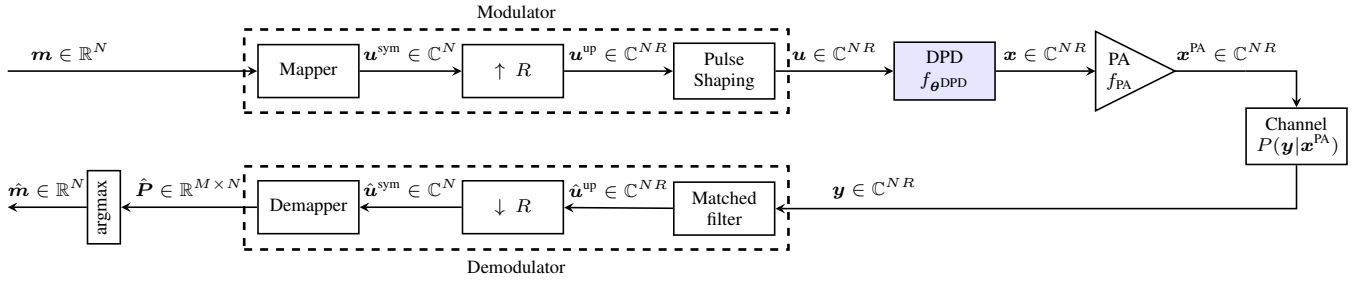 Modulator
𝒎 ∈ ℝ^N
Mapper
𝒖^sym ∈ ℂ^N
↑ R
𝒖^up ∈ ℂ^{NR}
Pulse
Shaping
𝒖 ∈ ℂ^{NR}
DPD
f_{𝜽^DPD}
𝒙 ∈ ℂ^{NR}
PA
f_PA
𝒙^PA ∈ ℂ^{NR}
Channel
P(𝒚|𝒙^PA)
𝒎̂ ∈ ℝ^N
argmax
𝑷̂ ∈ ℝ^{M×N}
Demapper
𝒖̂^sym ∈ ℂ^N
↓ R
𝒖̂^up ∈ ℂ^{NR}
Matched
filter
𝒚 ∈ ℂ^{NR}
Demodulator